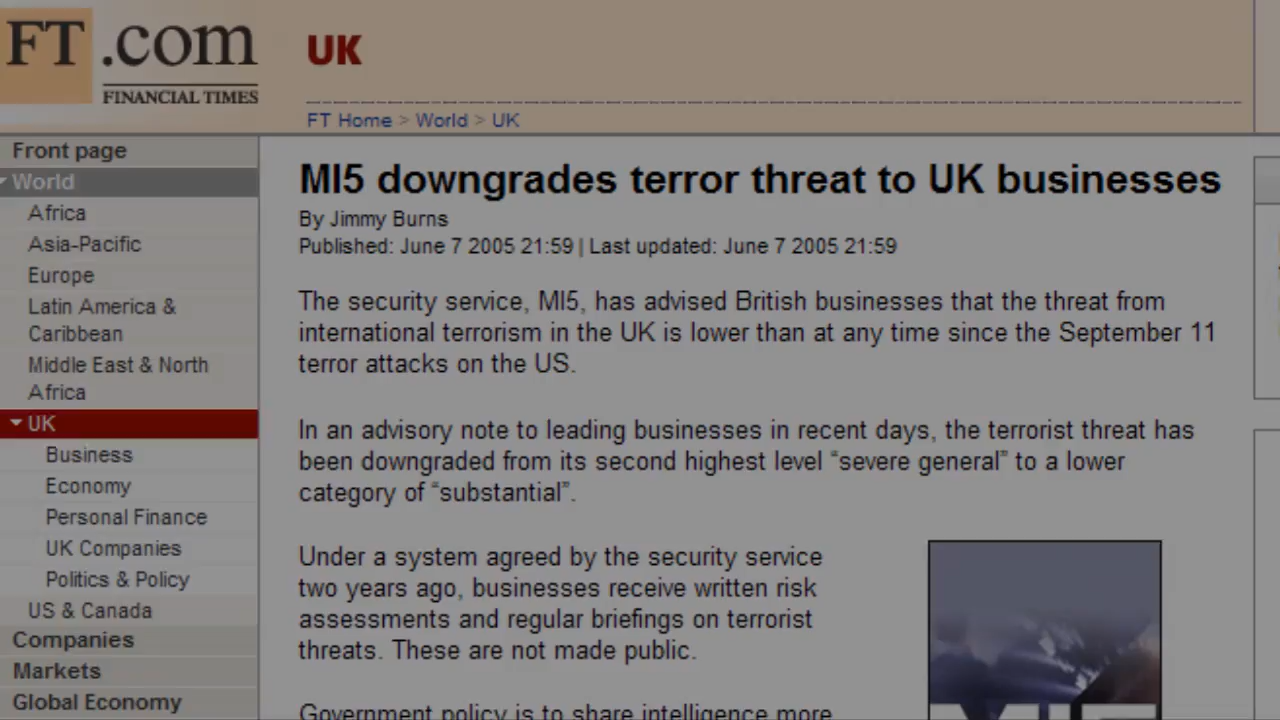 FT.com
FINANCIAL TIMES
UK
FT Home > World > UK
Front page
World
Africa
Asia-Pacific
Europe
Latin America &
Caribbean
Middle East & North
Africa
UK
Business
Economy
Personal Finance
UK Companies
Politics & Policy
US & Canada
Companies
Markets
Global Economy
MI5 downgrades terror threat to UK businesses
By Jimmy Burns
Published: June 7 2005 21:59 | Last updated: June 7 2005 21:59
The security service, MI5, has advised British businesses that the threat from
international terrorism in the UK is lower than at any time since the September 11
terror attacks on the US.
In an advisory note to leading businesses in recent days, the terrorist threat has
been downgraded from its second highest level “severe general” to a lower
category of “substantial”.
Under a system agreed by the security service
two years ago, businesses receive written risk
assessments and regular briefings on terrorist
threats. These are not made public.
Government policy is to share intelligence more